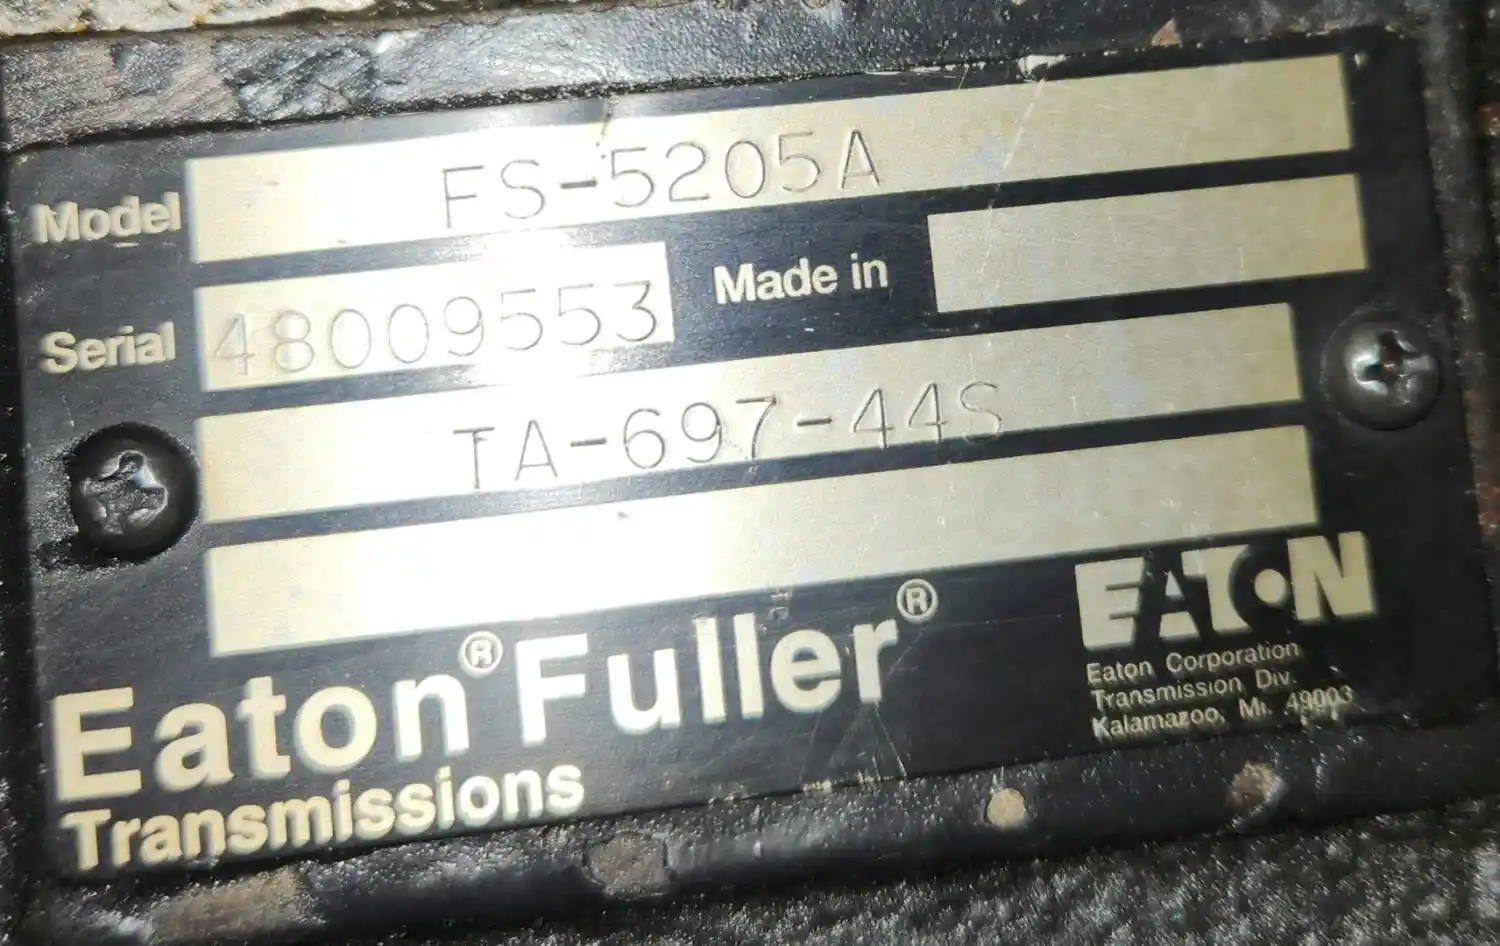 Model FS-5205A
Serial 48009553 Made in
TA-697-44S
Eaton® Fuller®
Transmissions
EATON
Eaton Corporation
Transmission Div.
Kalamazoo, Mi. 49003